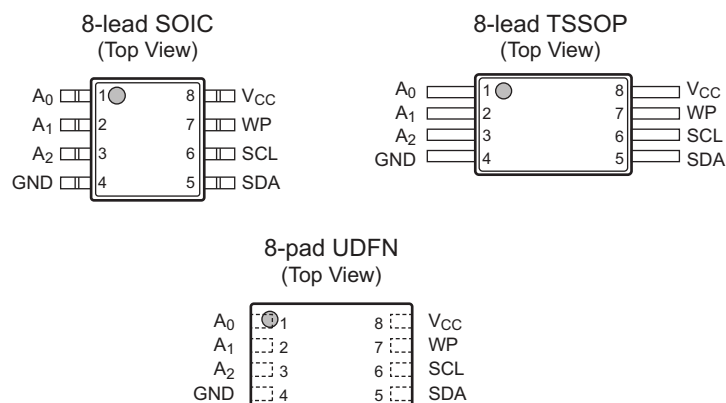 8-lead SOIC
(Top View)
A0 1 8 VCC
A1 2 7 WP
A2 3 6 SCL
GND 4 5 SDA
8-lead TSSOP
(Top View)
A0 1 8 VCC
A1 2 7 WP
A2 3 6 SCL
GND 4 5 SDA
8-pad UDFN
(Top View)
A0 1 8 VCC
A1 2 7 WP
A2 3 6 SCL
GND 4 5 SDA